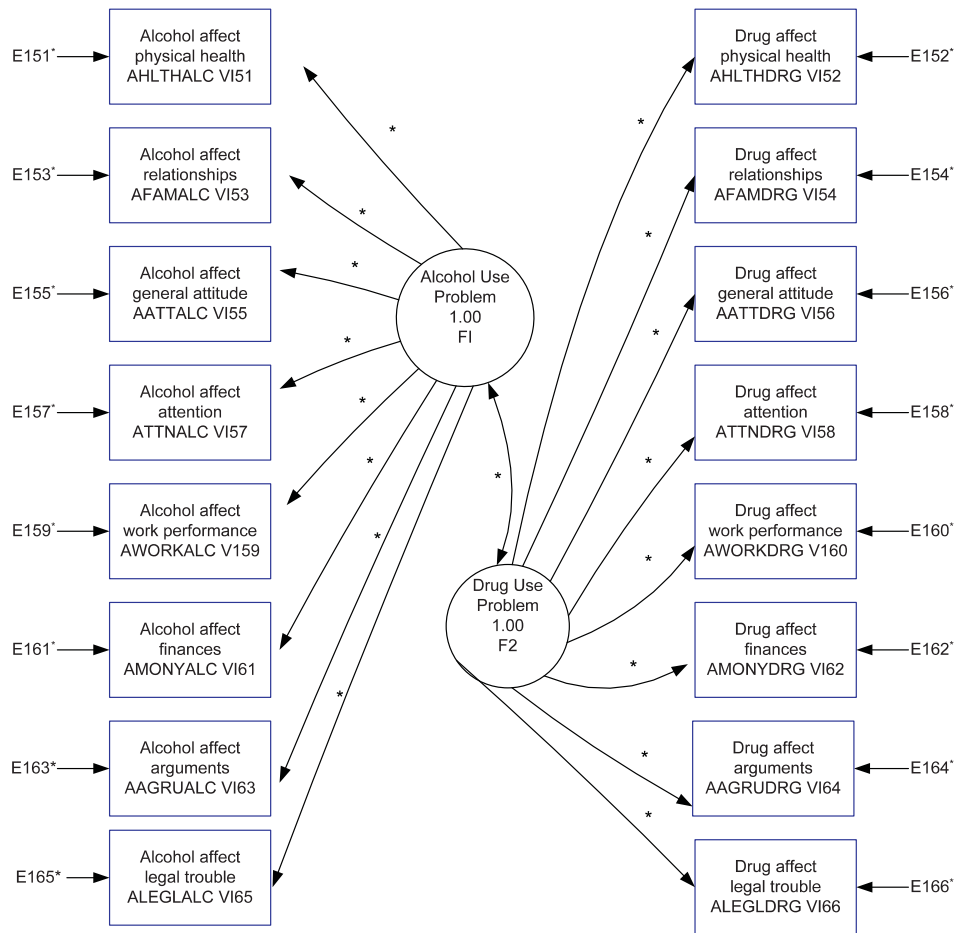 E151*
Alcohol affect
physical health
AHLTHALC VI51
*
Drug affect
physical health
AHLTHDRG VI52
E152*
*
E153*
Alcohol affect
relationships
AFAMALC VI53
*
Drug affect
relationships
AFAMDRG VI54
E154*
*
E155*
Alcohol affect
general attitude
AATTALC VI55
*
Drug affect
general attitude
AATTDRG VI56
E156*
*
Alcohol Use
Problem
1.00
FI
E157*
Alcohol affect
attention
ATTNALC VI57
*
Drug affect
attention
ATTNDRG VI58
E158*
*
E159*
Alcohol affect
work performance
AWORKALC V159
*
*
Drug affect
work performance
AWORKDRG V160
E160*
*
Drug Use
Problem
1.00
F2
E161*
Alcohol affect
finances
AMONYALC VI61
*
Drug affect
finances
AMONYDRG VI62
E162*
*
E163*
Alcohol affect
arguments
AAGRUALC VI63
*
Drug affect
arguments
AAGRUDRG VI64
E164*
*
E165*
Alcohol affect
legal trouble
ALEGLALC VI65
*
Drug affect
legal trouble
ALEGLDRG VI66
E166*
*